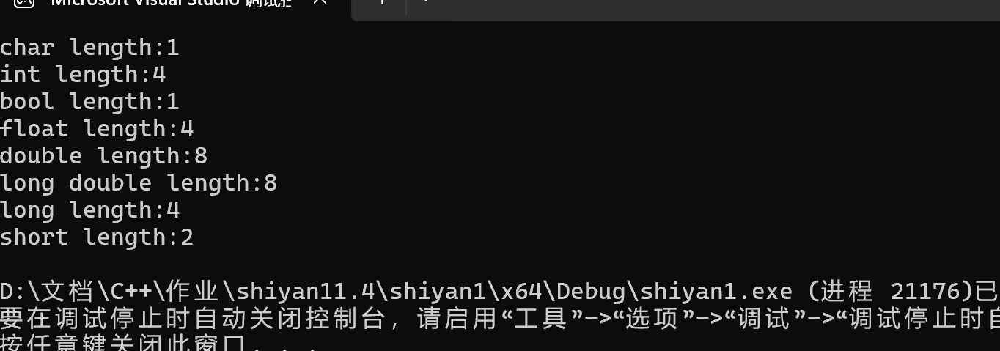 Microsoft Visual Studio 调试控
char length:1
int length:4
bool length:1
float length:4
double length:8
long double length:8
long length:4
short length:2
D:\文档\C++\作业\shiyan11.4\shiyan1\x64\Debug\shiyan1.exe (进程 21176)已
要在调试停止时自动关闭控制台, 请启用“工具”->“选项”->“调试”->“调试停止时自
按任意键关闭此窗口. . .